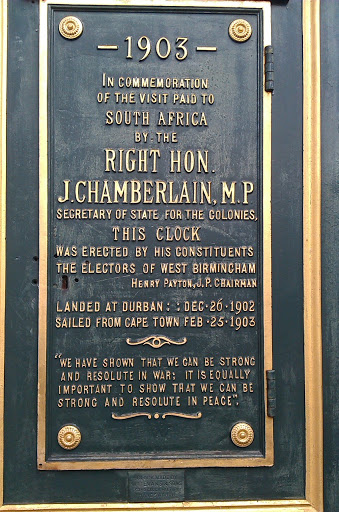 — 1903 —
IN COMMEMORATION
OF THE VISIT PAID TO
SOUTH AFRICA
BY THE
RIGHT HON.
J. CHAMBERLAIN, M.P
SECRETARY OF STATE FOR THE COLONIES,
THIS CLOCK
WAS ERECTED BY HIS CONSTITUENTS
THE ELECTORS OF WEST BIRMINGHAM
HENRY PAYTON, J.P. CHAIRMAN
LANDED AT DURBAN : : DEC · 26 · 1902
SAILED FROM CAPE TOWN FEB · 25 · 1903
"WE HAVE SHOWN THAT WE CAN BE STRONG
AND RESOLUTE IN WAR: IT IS EQUALLY
IMPORTANT TO SHOW THAT WE CAN BE
STRONG AND RESOLUTE IN PEACE".